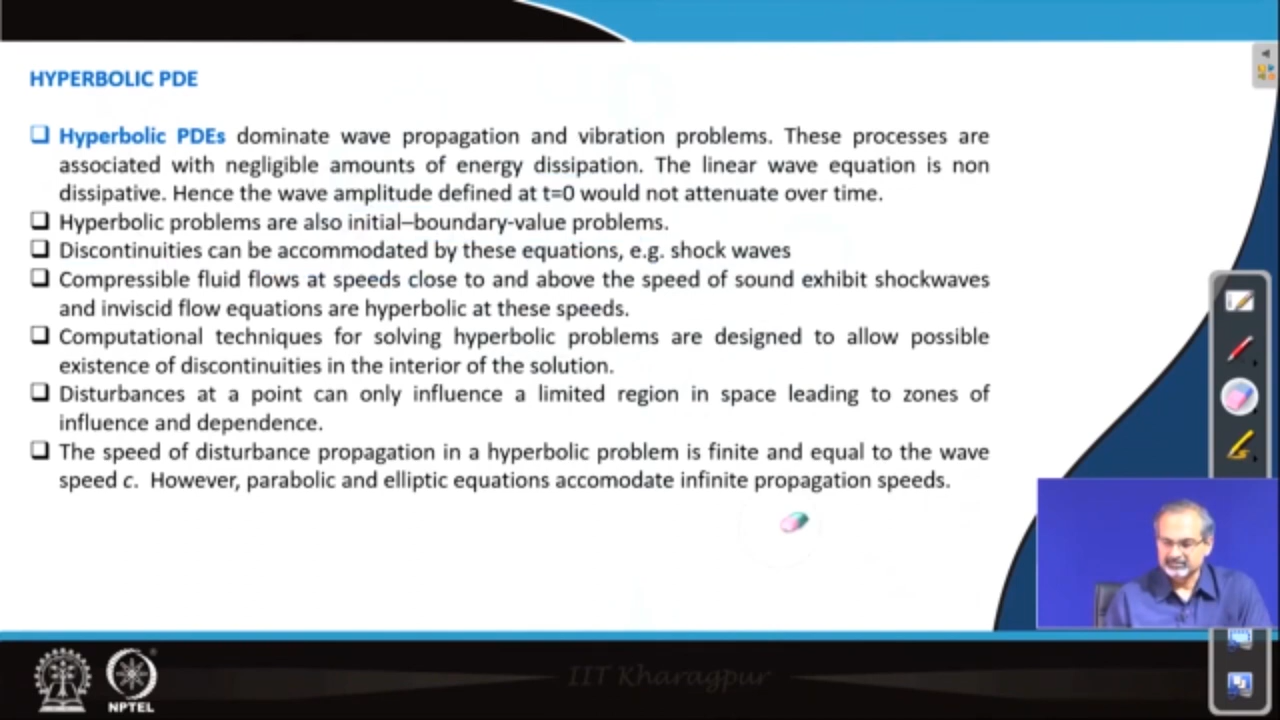 HYPERBOLIC PDE
Hyperbolic PDEs dominate wave propagation and vibration problems. These processes are
associated with negligible amounts of energy dissipation. The linear wave equation is non
dissipative. Hence the wave amplitude defined at t=0 would not attenuate over time.
Hyperbolic problems are also initial–boundary-value problems.
Discontinuities can be accommodated by these equations, e.g. shock waves
Compressible fluid flows at speeds close to and above the speed of sound exhibit shockwaves
and inviscid flow equations are hyperbolic at these speeds.
Computational techniques for solving hyperbolic problems are designed to allow possible
existence of discontinuities in the interior of the solution.
Disturbances at a point can only influence a limited region in space leading to zones of
influence and dependence.
The speed of disturbance propagation in a hyperbolic problem is finite and equal to the wave
speed c. However, parabolic and elliptic equations accomodate infinite propagation speeds.
IIT Kharagpur
NPTEL